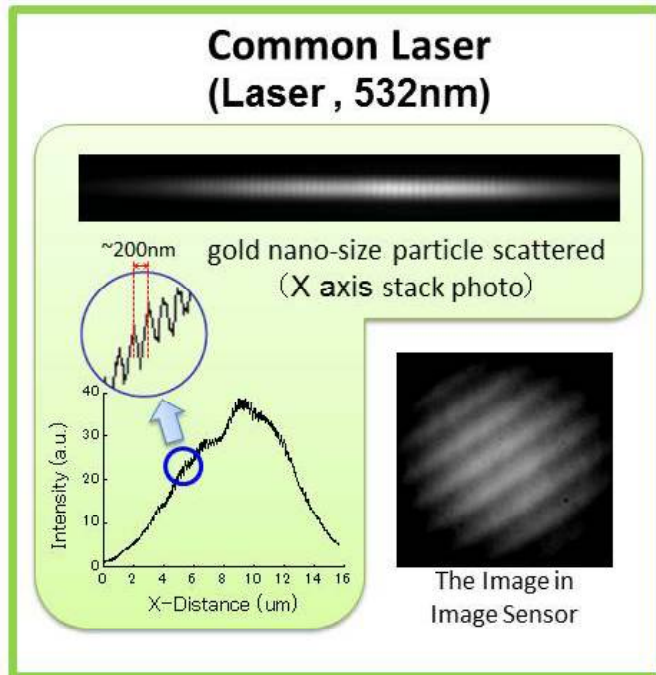 Common Laser
(Laser , 532nm)
~200nm
gold nano-size particle scattered
(X axis stack photo)
40
30
20
10
0
Intensity (a.u.)
0 2 4 6 8 10 12 14 16
X-Distance (um)
The Image in
Image Sensor